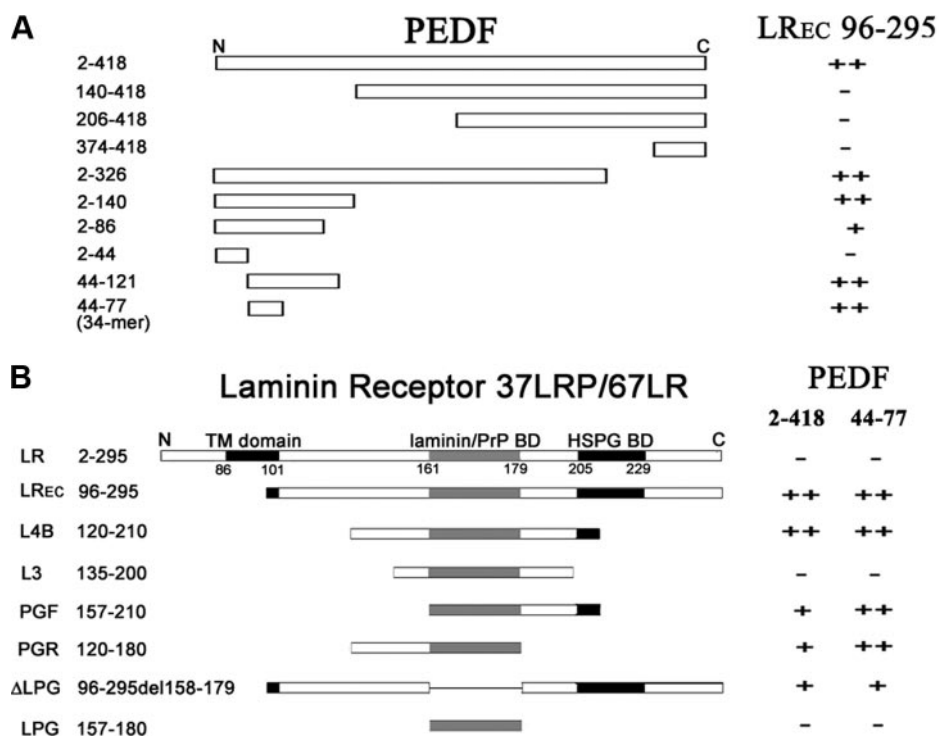 A PEDF LREC 96-295
N C
2-418 ++
140-418 –
206-418 –
374-418 –
2-326 ++
2-140 ++
2-86 +
2-44 –
44-121 ++
44-77 ++
(34-mer)
B Laminin Receptor 37LRP/67LR PEDF
2-418 44-77
N TM domain laminin/PrP BD HSPG BD C
LR 2-295 – –
86 101 161 179 205 229
LREC 96-295 ++ ++
L4B 120-210 ++ ++
L3 135-200 – –
PGF 157-210 + ++
PGR 120-180 + ++
ΔLPG 96-295del158-179 + +
LPG 157-180 – –